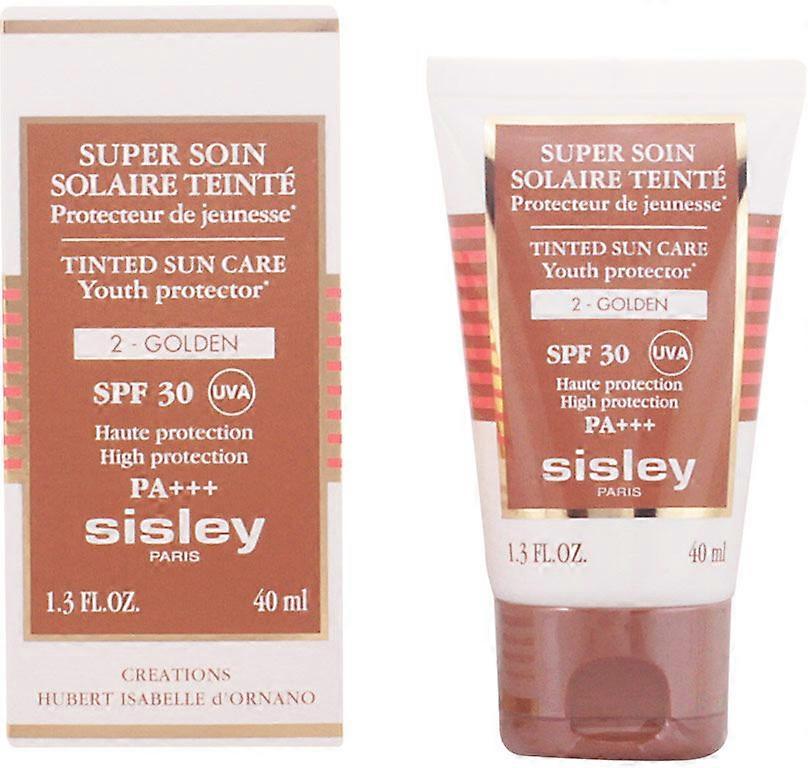 SUPER SOIN
SOLAIRE TEINTÉ
Protecteur de jeunesse*
TINTED SUN CARE
Youth protector*
2 - GOLDEN
SPF 30 UVA
Haute protection
High protection
PA+++
sisley
PARIS
1.3 FL.OZ. 40 ml
CREATIONS
HUBERT ISABELLE d'ORNANO
SUPER SOIN
SOLAIRE TEINTÉ
Protecteur de jeunesse*
TINTED SUN CARE
Youth protector*
2 - GOLDEN
SPF 30 UVA
Haute protection
High protection
PA+++
sisley
PARIS
1.3 FL.OZ. 40 ml